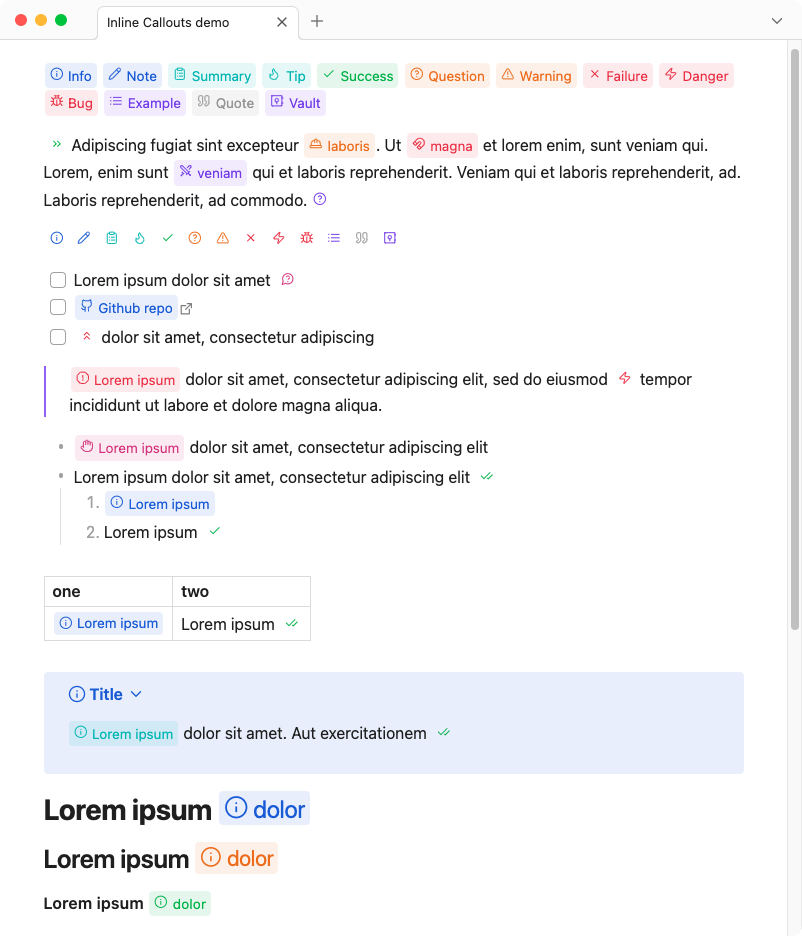 Inline Callouts demo
Info Note Summary Tip Success Question Warning Failure Danger
Bug Example Quote Vault
Adipiscing fugiat sint excepteur laboris . Ut magna et lorem enim, sunt veniam qui.
Lorem, enim sunt veniam qui et laboris reprehenderit. Veniam qui et laboris reprehenderit, ad.
Laboris reprehenderit, ad commodo.
Lorem ipsum dolor sit amet
Github repo
dolor sit amet, consectetur adipiscing
Lorem ipsum dolor sit amet, consectetur adipiscing elit, sed do eiusmod tempor
incididunt ut labore et dolore magna aliqua.
Lorem ipsum dolor sit amet, consectetur adipiscing elit
Lorem ipsum dolor sit amet, consectetur adipiscing elit
1. Lorem ipsum
2. Lorem ipsum
one two
Lorem ipsum Lorem ipsum
Title
Lorem ipsum dolor sit amet. Aut exercitationem
Lorem ipsum dolor
Lorem ipsum dolor
Lorem ipsum dolor